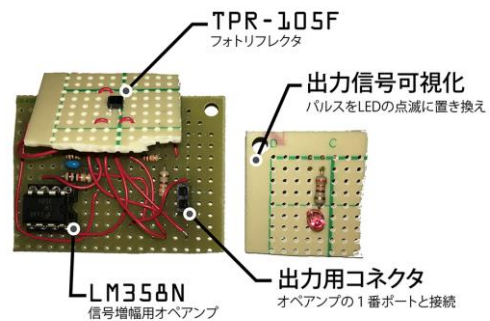 TPR-105F
フォトリフレクタ
出力信号可視化
パルスをLEDの点滅に置き換え
C
LM358N
信号増幅用オペアンプ
出力用コネクタ
オペアンプの１番ポートと接続